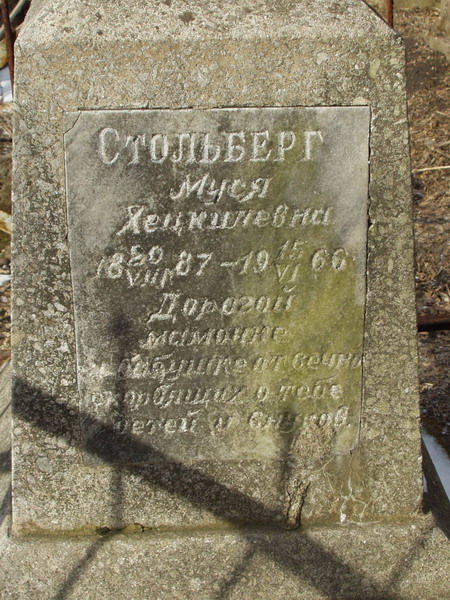 СТОЛЬБЕРГ
Муся
Хецкилевна
18 30/VIII 87 – 19 15/VI 66
Дорогой
мамочке
и бабушке от вечно
скорбящих о тебе
детей и внуков.